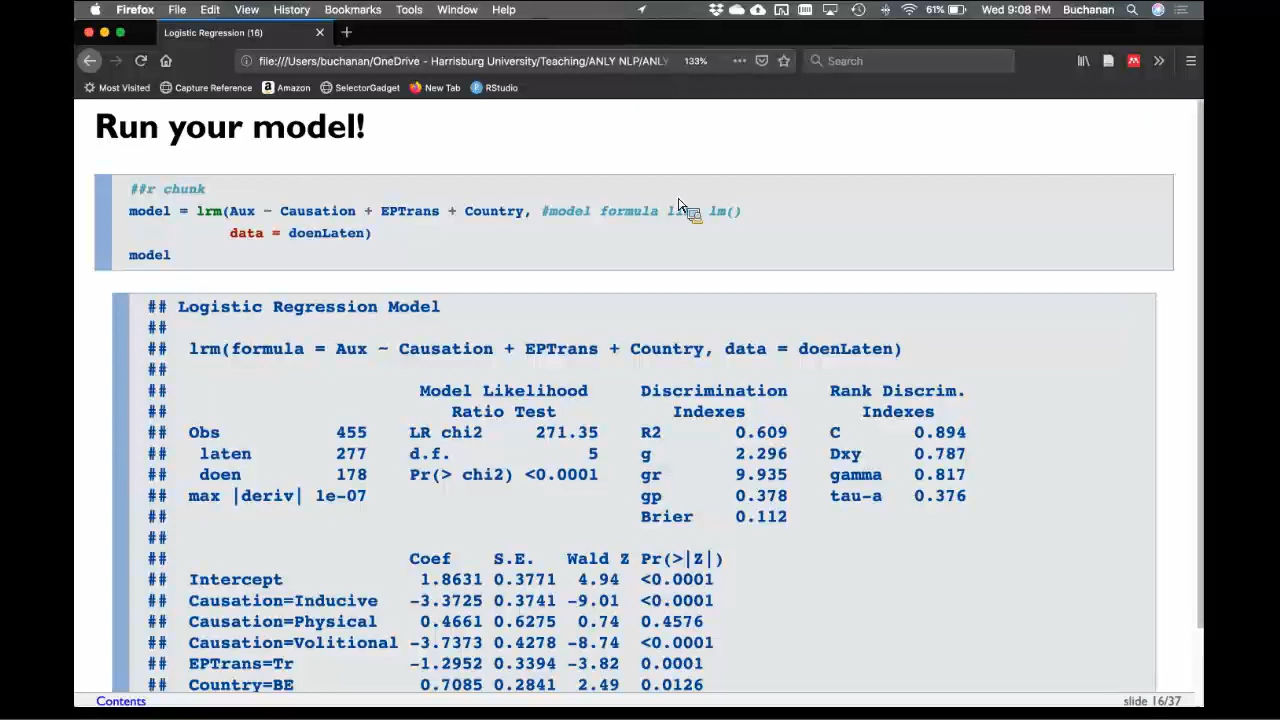 Firefox File Edit View History Bookmarks Tools Window Help 61% Wed 9:08 PM Buchanan
Logistic Regression (16)
file:///Users/buchanan/OneDrive - Harrisburg University/Teaching/ANLY NLP/ANLY 133% Search
Most Visited Capture Reference Amazon SelectorGadget New Tab RStudio
Run your model!
##r chunk
model = lrm(Aux ~ Causation + EPTrans + Country, #model formula lm()
data = doenLaten)
model
## Logistic Regression Model
##
## lrm(formula = Aux ~ Causation + EPTrans + Country, data = doenLaten)
##
## Model Likelihood Discrimination Rank Discrim.
## Ratio Test Indexes Indexes
## Obs 455 LR chi2 271.35 R2 0.609 C 0.894
## laten 277 d.f. 5 g 2.296 Dxy 0.787
## doen 178 Pr(> chi2) <0.0001 gr 9.935 gamma 0.817
## max |deriv| 1e-07 gp 0.378 tau-a 0.376
## Brier 0.112
##
## Coef S.E. Wald Z Pr(>|Z|)
## Intercept 1.8631 0.3771 4.94 <0.0001
## Causation=Inducive -3.3725 0.3741 -9.01 <0.0001
## Causation=Physical 0.4661 0.6275 0.74 0.4576
## Causation=Volitional -3.7373 0.4278 -8.74 <0.0001
## EPTrans=Tr -1.2952 0.3394 -3.82 0.0001
## Country=BE 0.7085 0.2841 2.49 0.0126
Contents slide 16/37